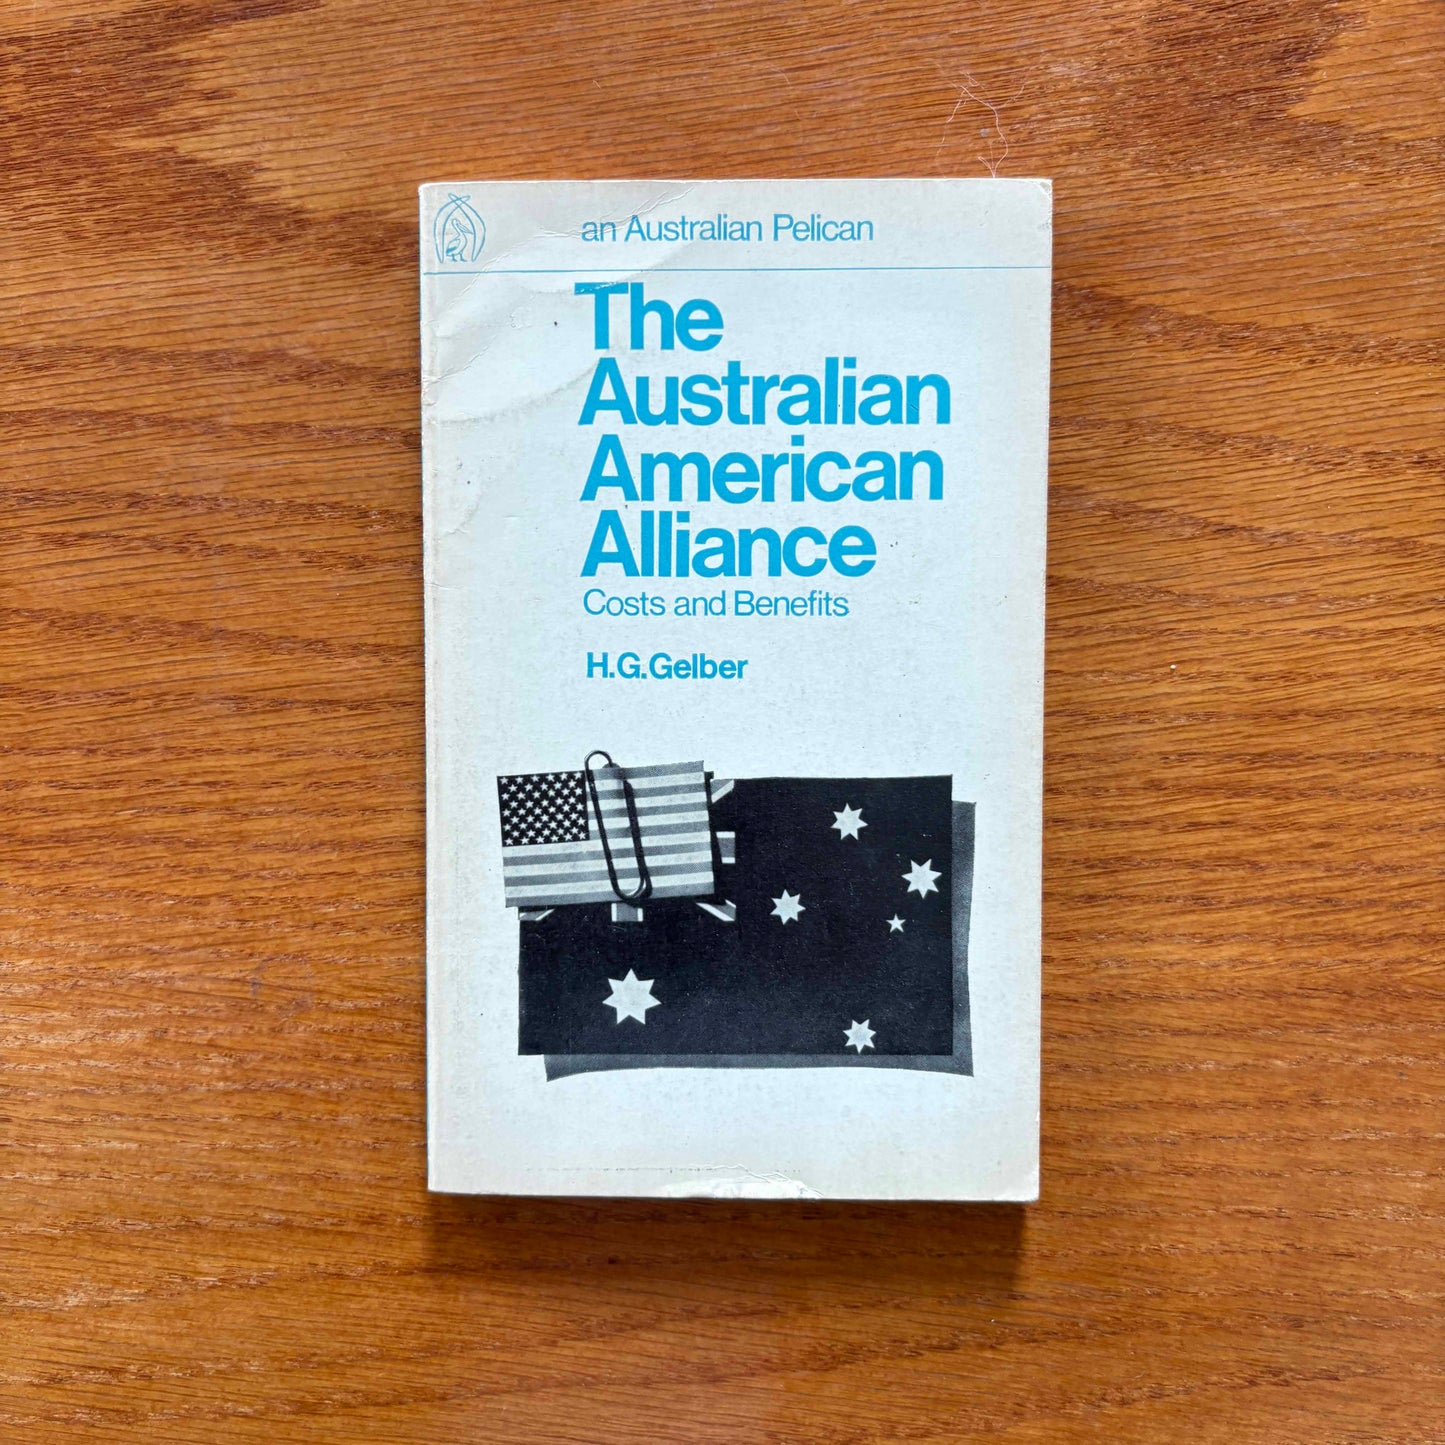 an Australian Pelican
The
Australian
American
Alliance
Costs and Benefits
H.G.Gelber